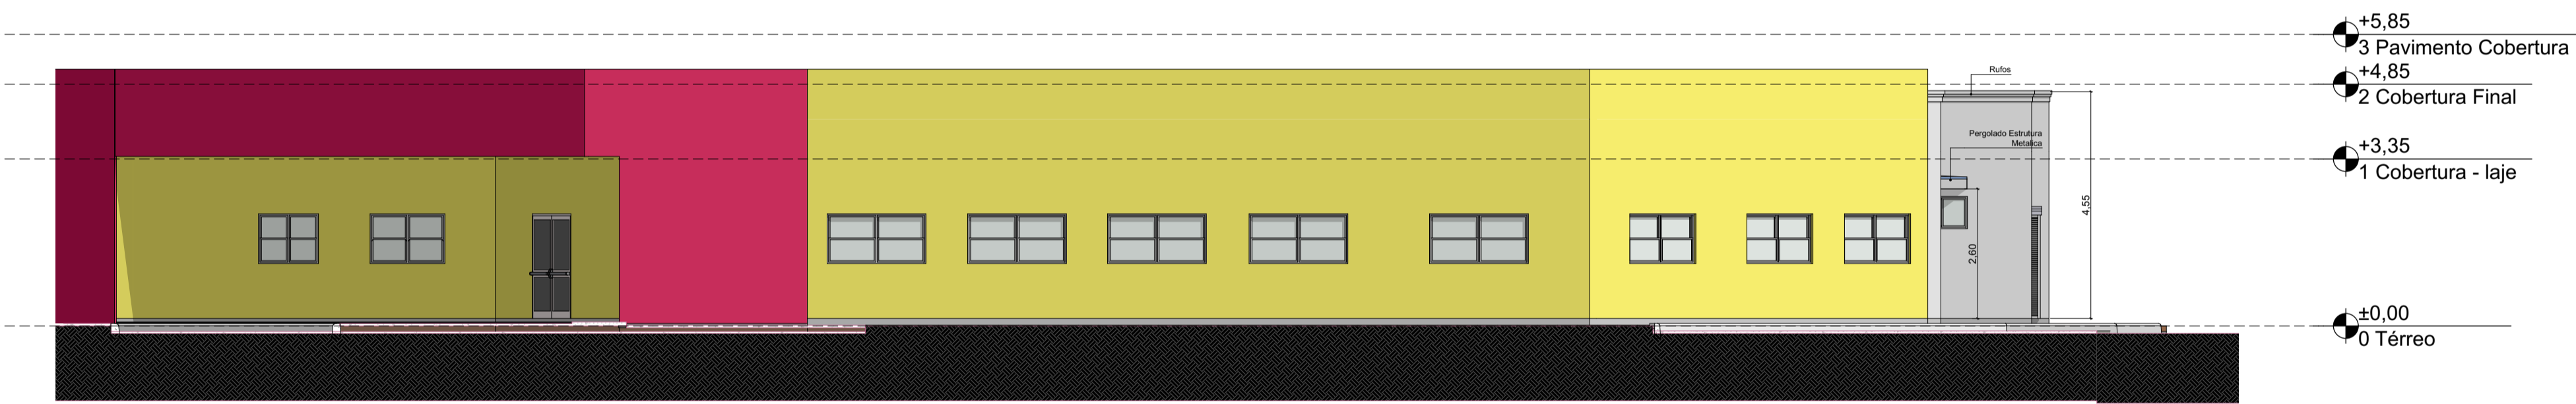 +5,85
3 Pavimento Cobertura
Rufos
+4,85
2 Cobertura Final
Pergolado Estrutura
Metalica
+3,35
1 Cobertura - laje
4,55
2,60
±0,00
0 Térreo